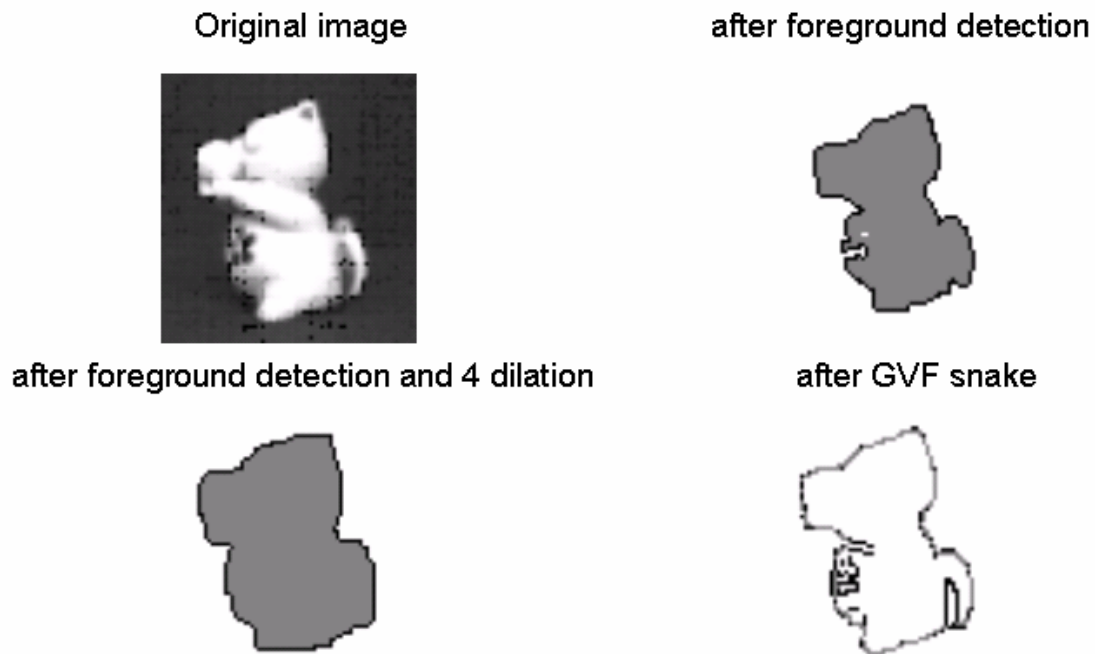 Original image
after foreground detection
after foreground detection and 4 dilation
after GVF snake